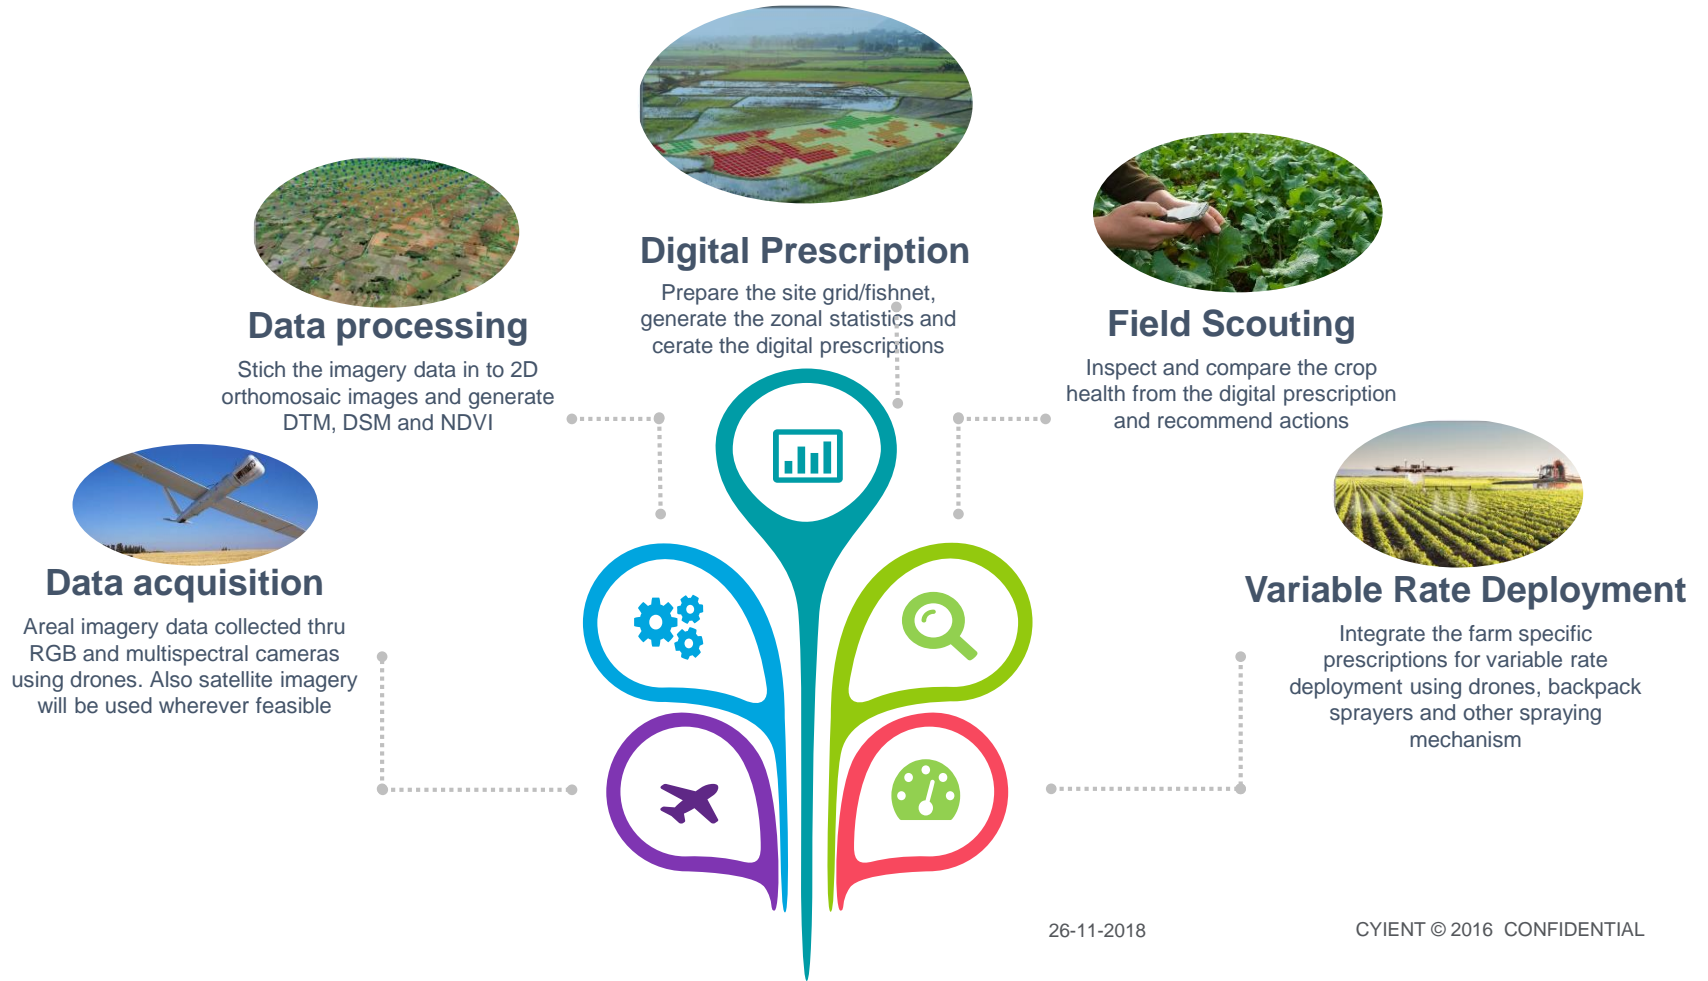 Digital Prescription
Prepare the site grid/fishnet,
generate the zonal statistics and
cerate the digital prescriptions
Data processing
Stich the imagery data in to 2D
orthomosaic images and generate
DTM, DSM and NDVI
Field Scouting
Inspect and compare the crop
health from the digital prescription
and recommend actions
Data acquisition
Areal imagery data collected thru
RGB and multispectral cameras
using drones. Also satellite imagery
will be used wherever feasible
Variable Rate Deployment
Integrate the farm specific
prescriptions for variable rate
deployment using drones, backpack
sprayers and other spraying
mechanism
26-11-2018
CYIENT © 2016 CONFIDENTIAL